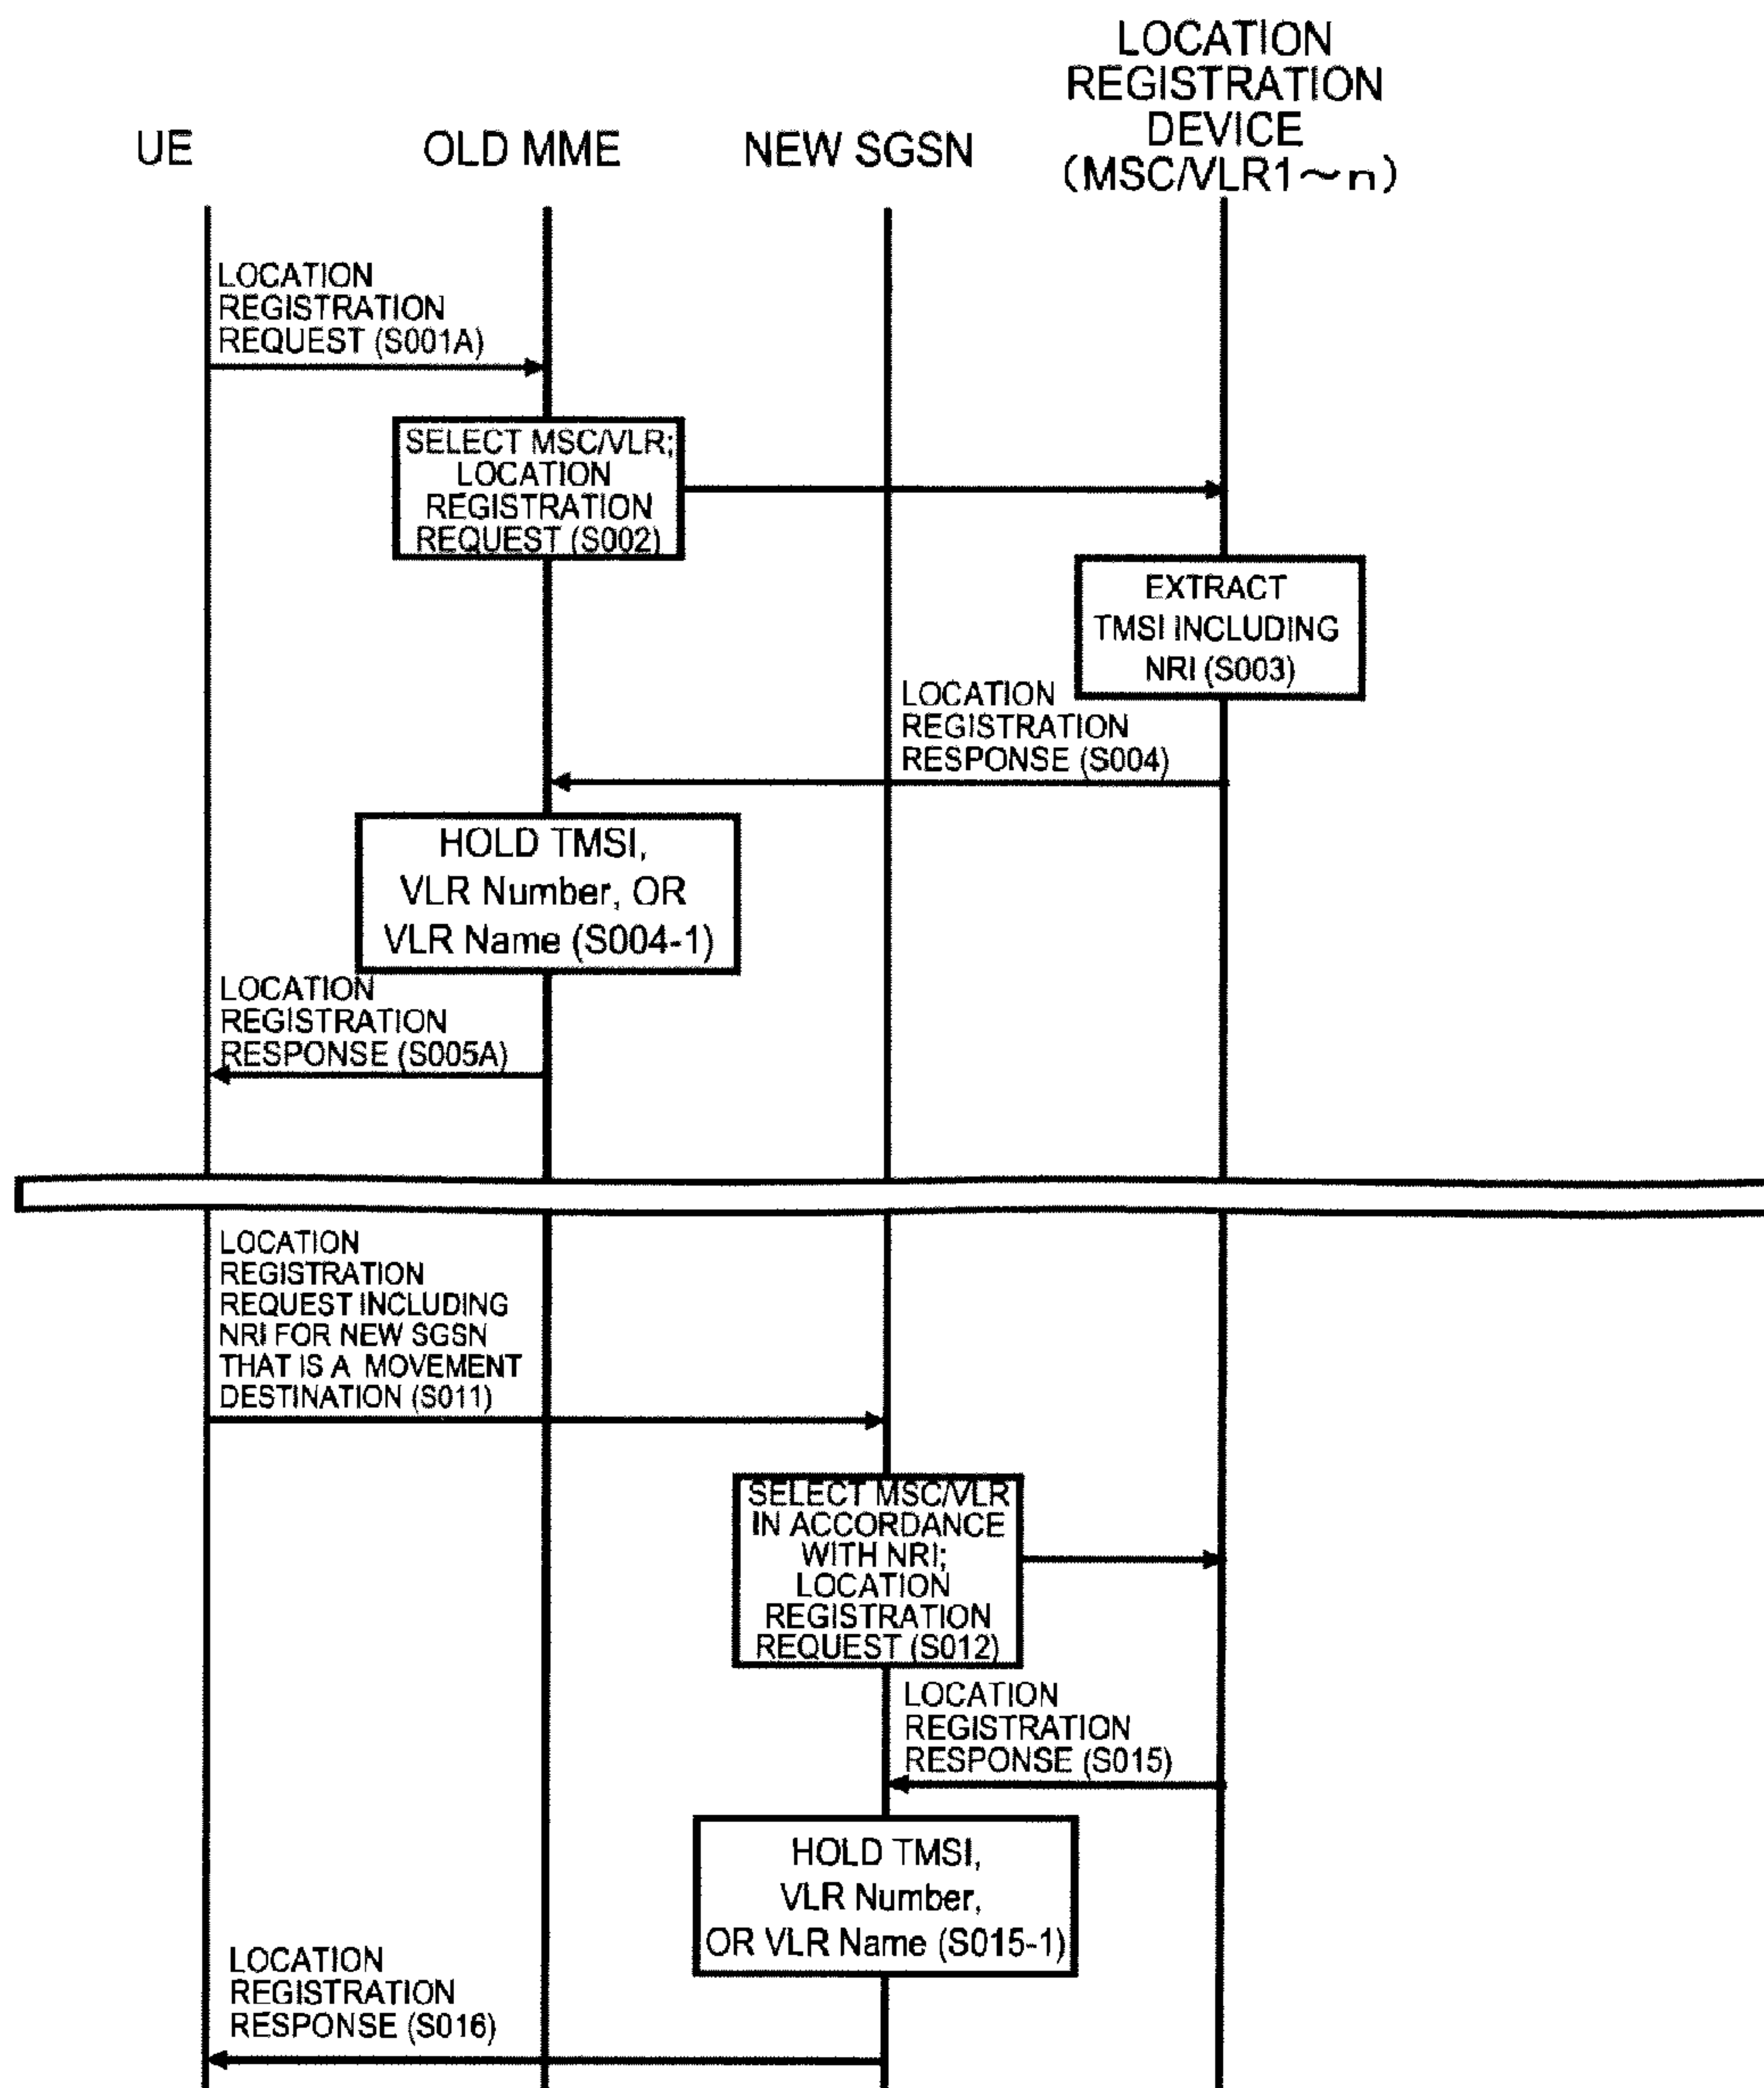 UE
OLD MME
NEW SGSN
LOCATION
REGISTRATION
DEVICE
(MSC/VLR1～n)
LOCATION
REGISTRATION
REQUEST (S001A)
SELECT MSC/VLR;
LOCATION
REGISTRATION
REQUEST (S002)
EXTRACT
TMSI INCLUDING
NRI (S003)
LOCATION
REGISTRATION
RESPONSE (S004)
HOLD TMSI,
VLR Number, OR
VLR Name (S004-1)
LOCATION
REGISTRATION
RESPONSE (S005A)
LOCATION
REGISTRATION
REQUEST INCLUDING
NRI FOR NEW SGSN
THAT IS A MOVEMENT
DESTINATION (S011)
SELECT MSC/VLR
IN ACCORDANCE
WITH NRI;
LOCATION
REGISTRATION
REQUEST (S012)
LOCATION
REGISTRATION
RESPONSE (S015)
HOLD TMSI,
VLR Number,
OR VLR Name (S015-1)
LOCATION
REGISTRATION
RESPONSE (S016)